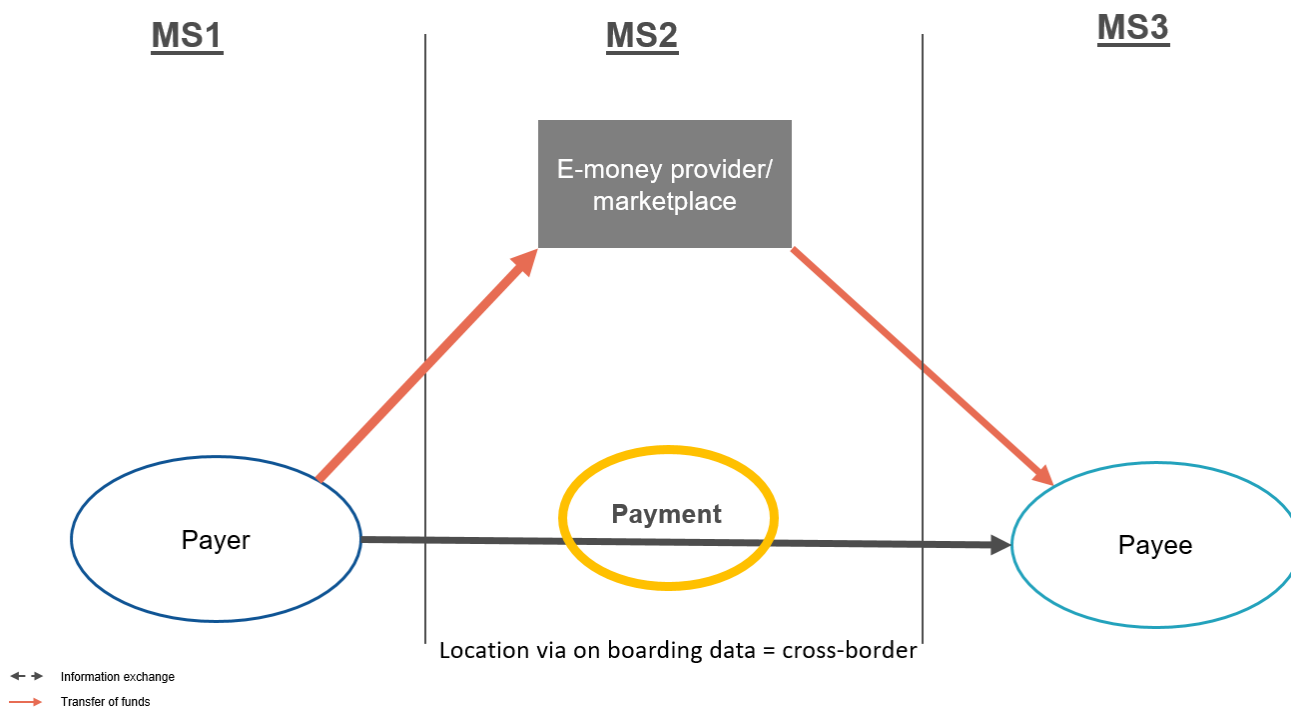 MS1
MS2
MS3
E-money provider/
marketplace
Payer
Payment
Payee
Location via on boarding data = cross-border
Information exchange
Transfer of funds